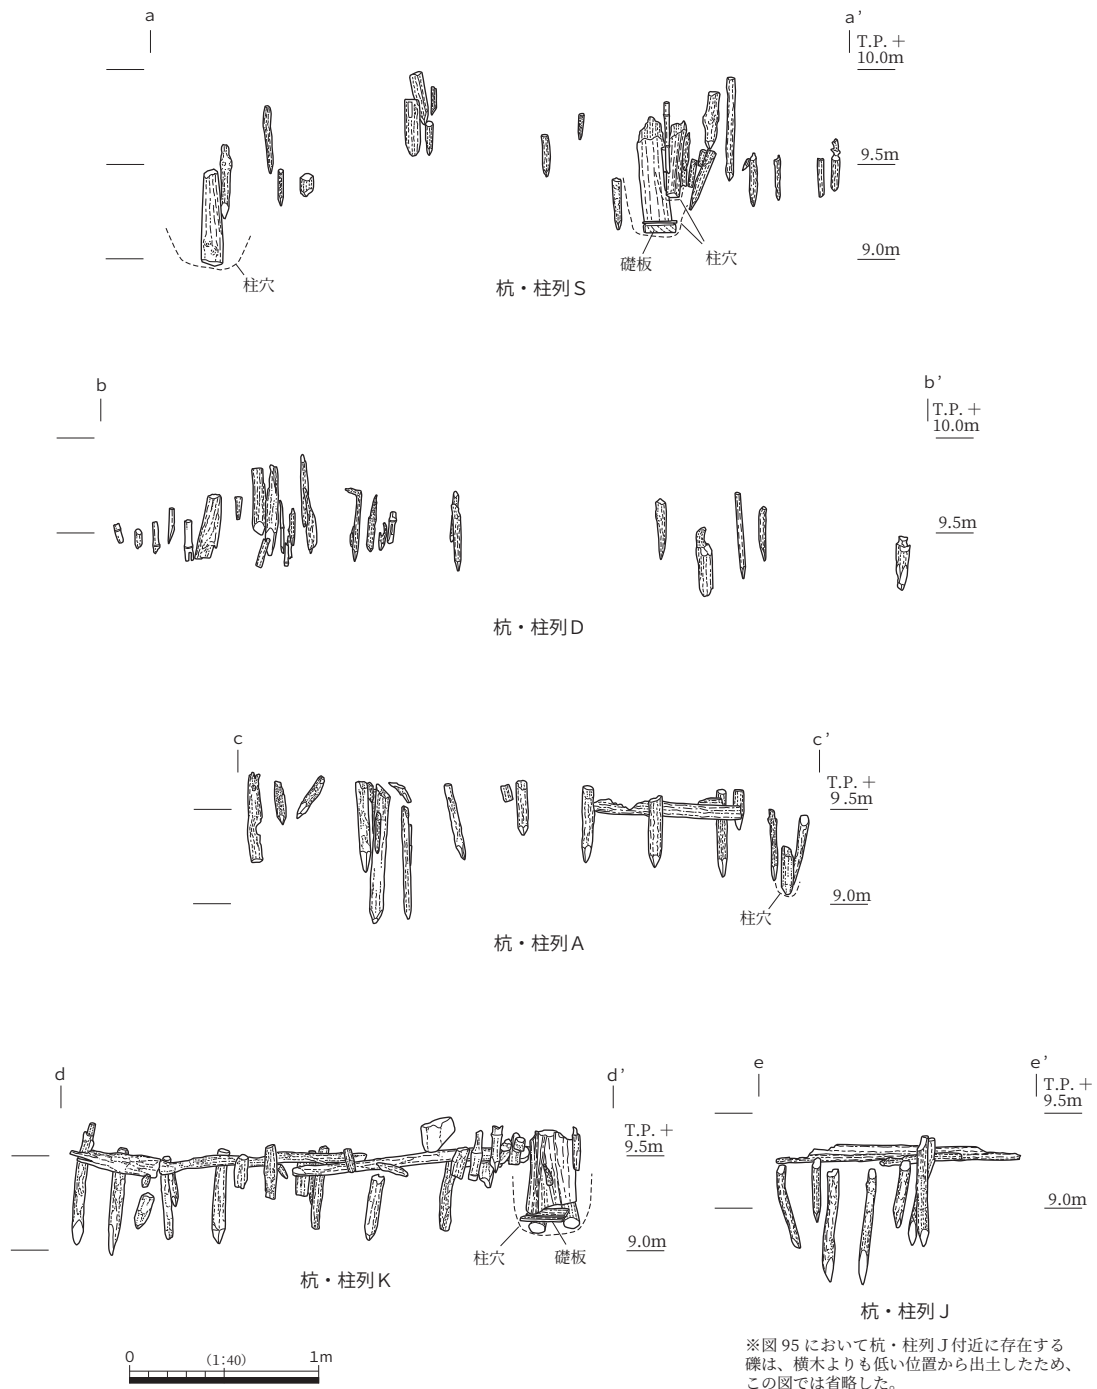 a
a’
T.P. ＋
10.0m
9.5m
9.0m
礎板
柱穴
柱穴
杭・柱列Ｓ
b
b’
T.P. ＋
10.0m
9.5m
杭・柱列Ｄ
c
c’
T.P. ＋
9.5m
9.0m
柱穴
杭・柱列Ａ
d
d’
T.P. ＋
9.5m
9.0m
柱穴
礎板
杭・柱列Ｋ
e
e’
T.P. ＋
9.5m
9.0m
杭・柱列Ｊ
0
(1:40)
1m
※図 95 において杭・柱列Ｊ付近に存在する
礫は、横木よりも低い位置から出土したため、
この図では省略した。